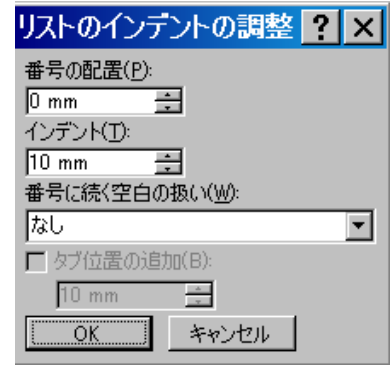 リストのインデントの調整
番号の配置(P):
0 mm
インデント(T):
10 mm
番号に続く空白の扱い(W):
なし
タブ位置の追加(B):
10 mm
OK キャンセル